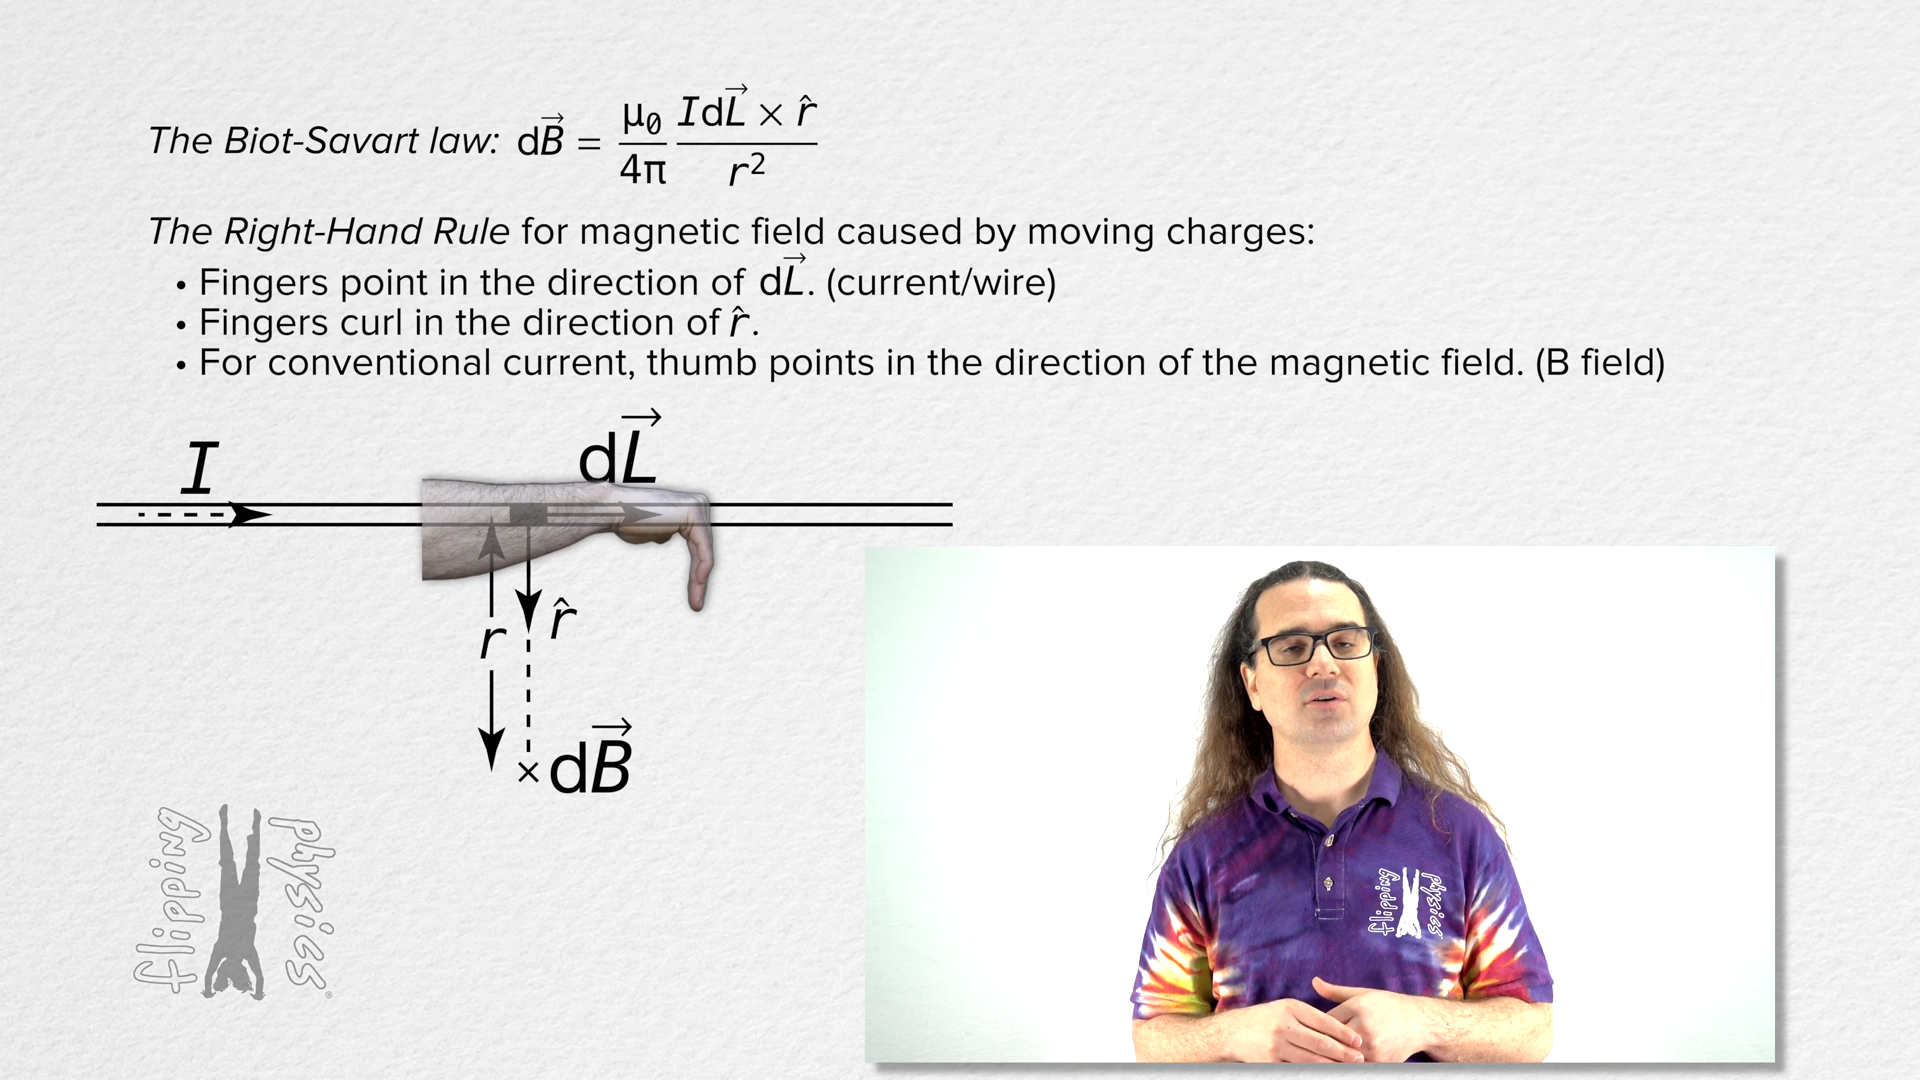 The Biot-Savart law: dB⃗ = μ₀/4π IdL⃗ × r̂/r²
The Right-Hand Rule for magnetic field caused by moving charges:
• Fingers point in the direction of dL⃗. (current/wire)
• Fingers curl in the direction of r̂.
• For conventional current, thumb points in the direction of the magnetic field. (B field)
I
dL⃗
r̂
r
× dB⃗
flipping physics®
flipping physics